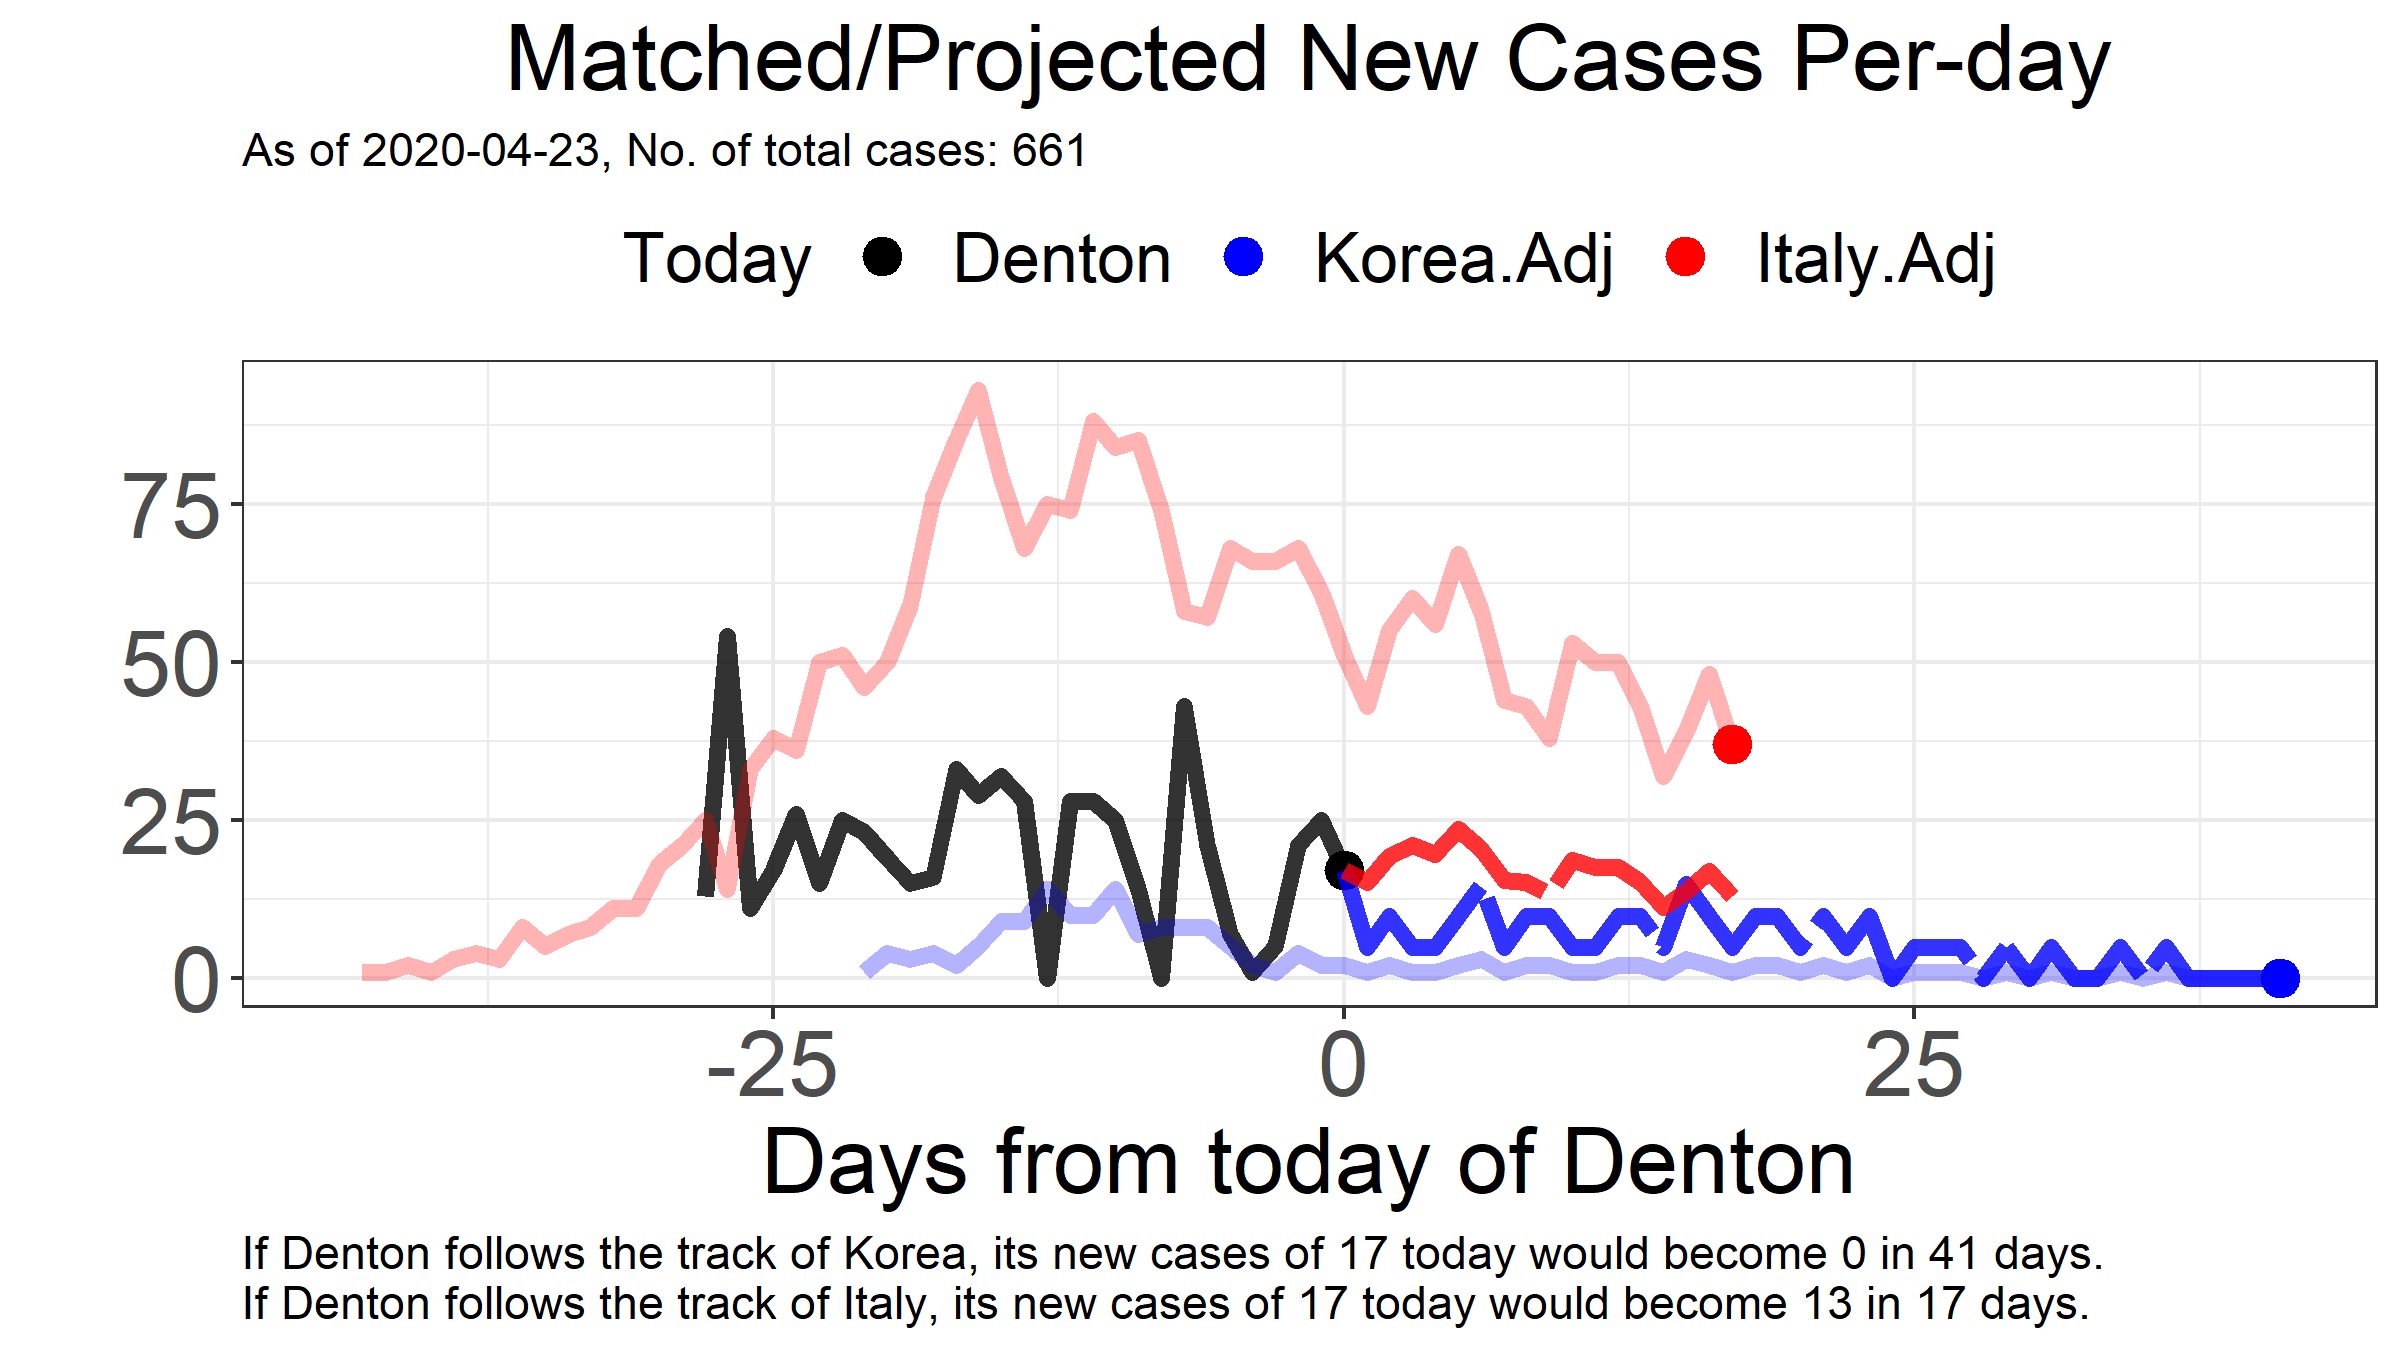 Matched/Projected New Cases Per-day
As of 2020-04-23, No. of total cases: 661
Today Denton Korea.Adj Italy.Adj
75
50
25
0
-25 0 25
Days from today of Denton
If Denton follows the track of Korea, its new cases of 17 today would become 0 in 41 days.
If Denton follows the track of Italy, its new cases of 17 today would become 13 in 17 days.